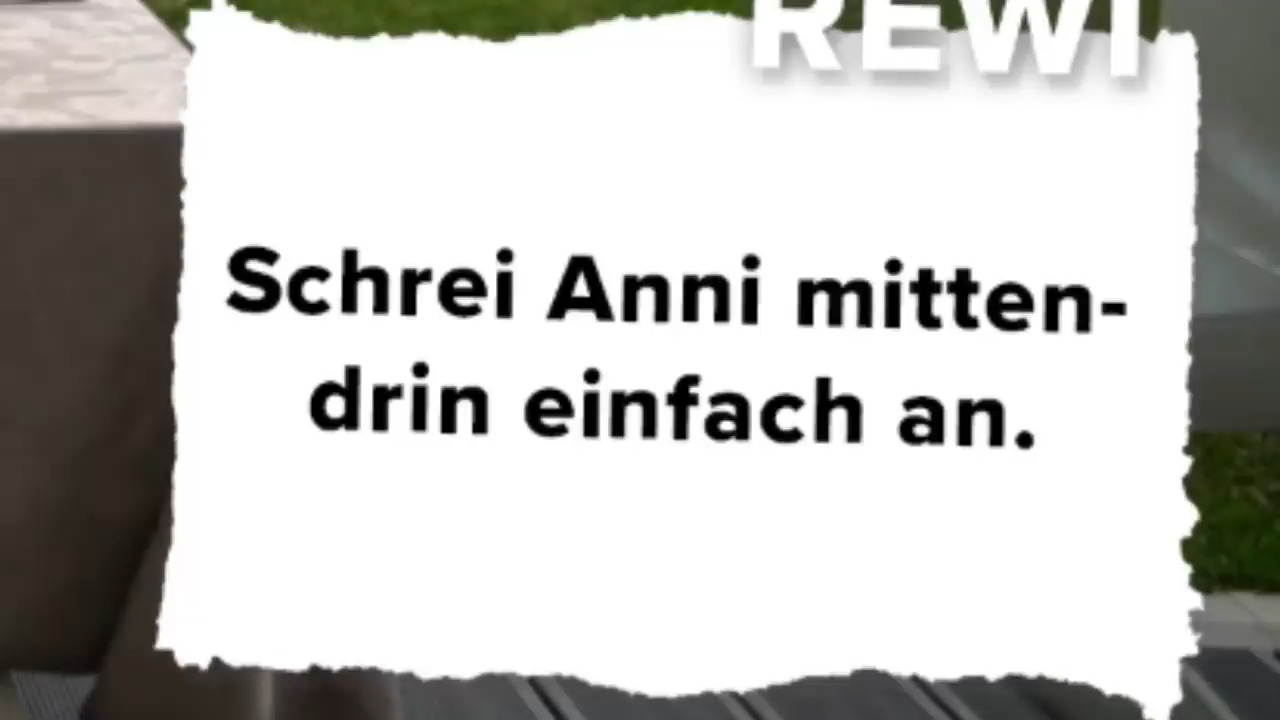 REWI
Schrei Anni mitten-
drin einfach an.